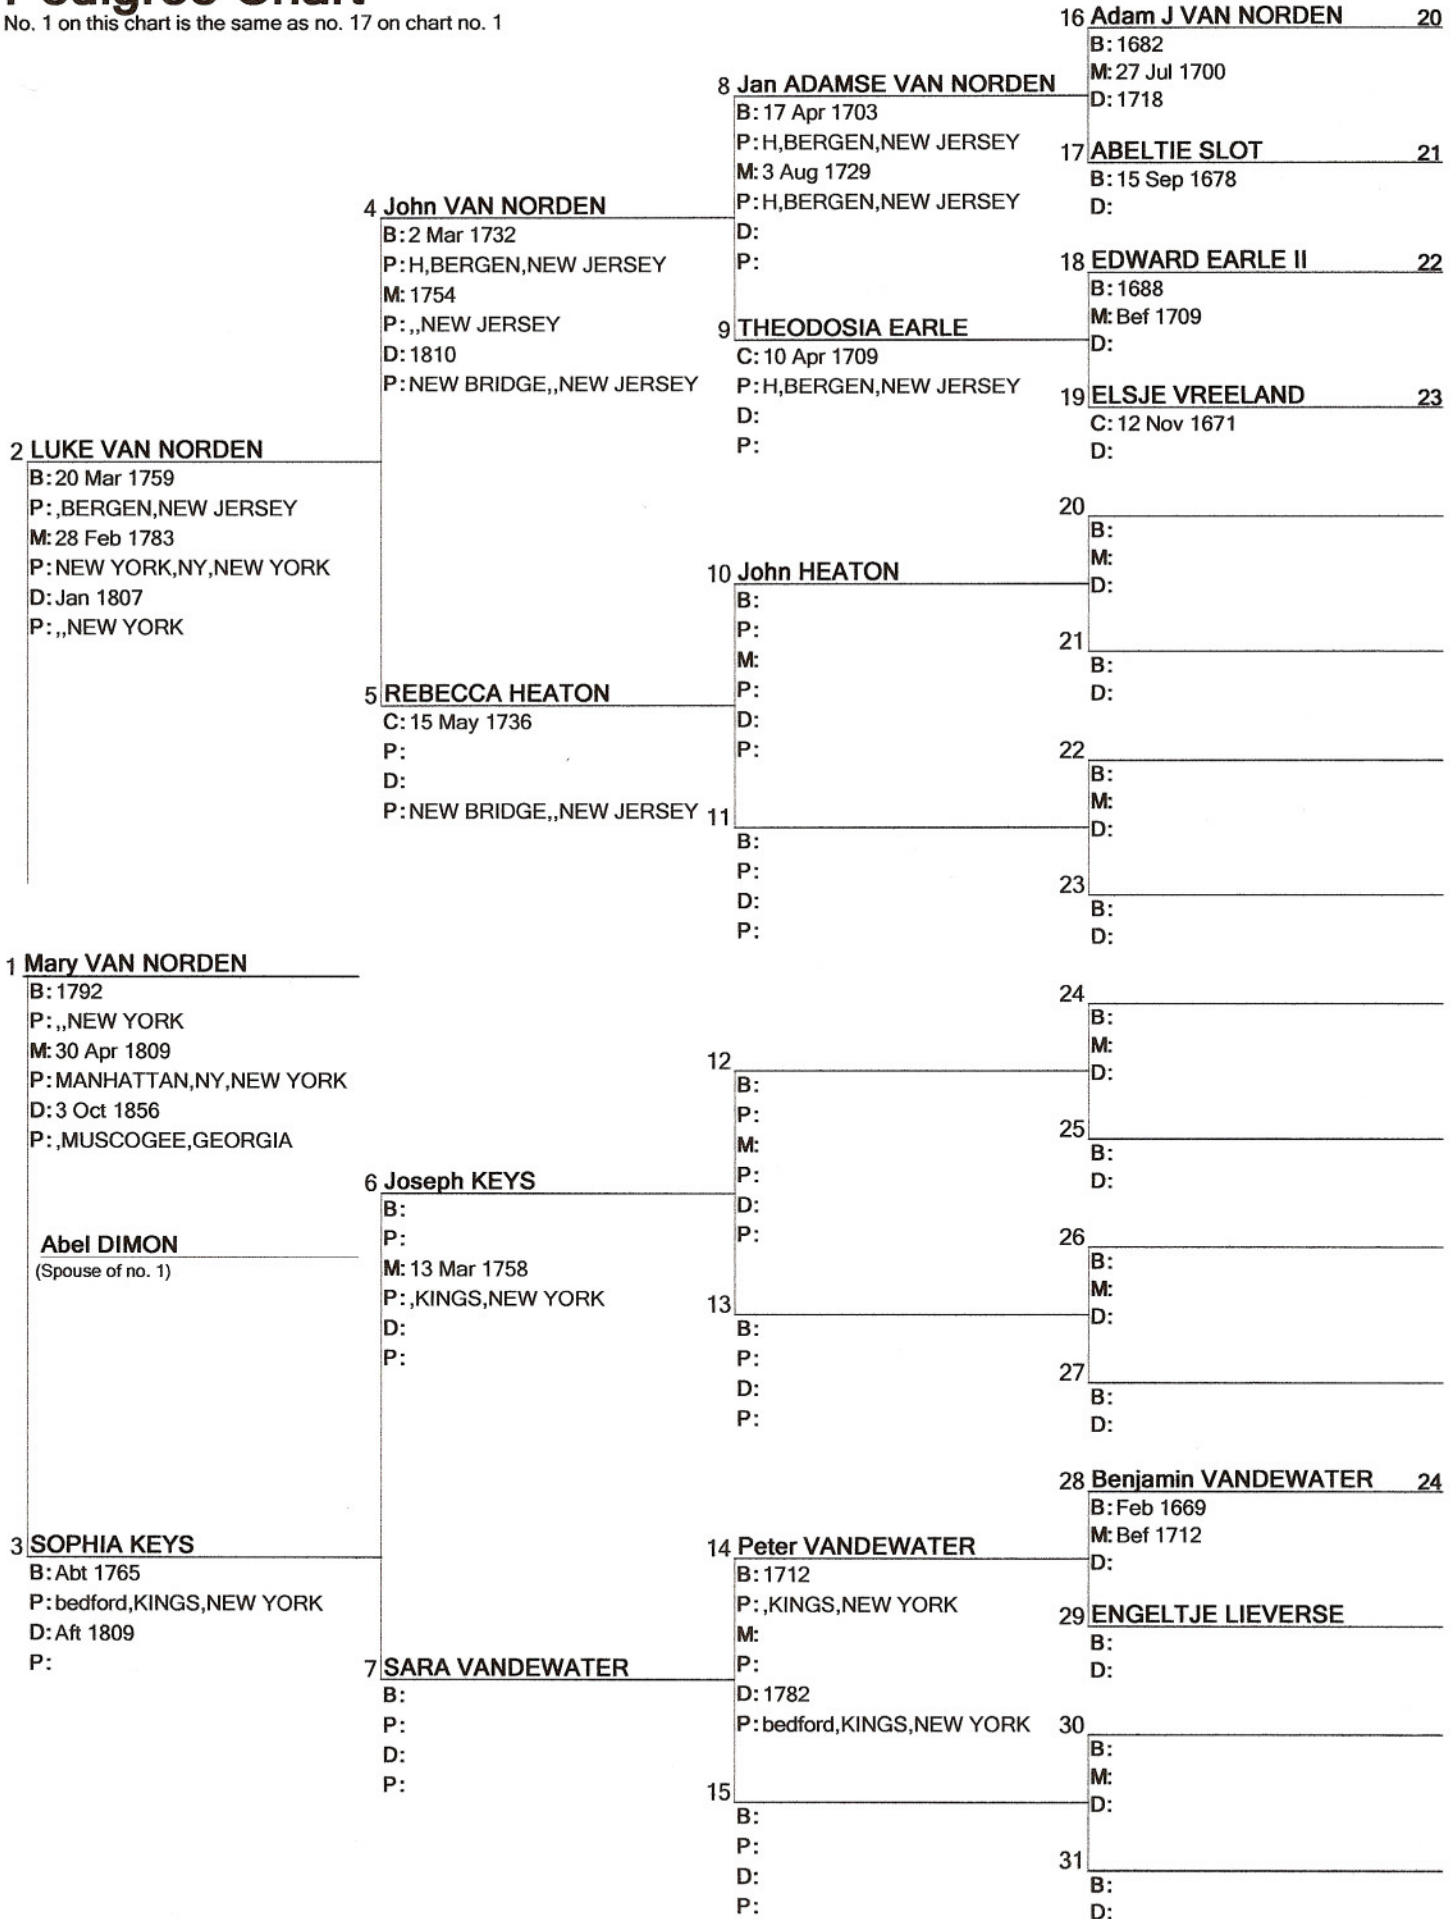 Pedigree Chart
No. 1 on this chart is the same as no. 17 on chart no. 1
16 Adam J VAN NORDEN 20
B: 1682
M: 27 Jul 1700
D: 1718
8 Jan ADAMSE VAN NORDEN
B: 17 Apr 1703
P: H,BERGEN,NEW JERSEY
M: 3 Aug 1729
P: H,BERGEN,NEW JERSEY
D:
P:
17 ABELTIE SLOT 21
B: 15 Sep 1678
D:
4 John VAN NORDEN
B: 2 Mar 1732
P: H,BERGEN,NEW JERSEY
M: 1754
P: ,,NEW JERSEY
D: 1810
P: NEW BRIDGE,,NEW JERSEY
18 EDWARD EARLE II 22
B: 1688
M: Bef 1709
D:
9 THEODOSIA EARLE
C: 10 Apr 1709
P: H,BERGEN,NEW JERSEY
D:
P:
19 ELSJE VREELAND 23
C: 12 Nov 1671
D:
2 LUKE VAN NORDEN
B: 20 Mar 1759
P: ,BERGEN,NEW JERSEY
M: 28 Feb 1783
P: NEW YORK,NY,NEW YORK
D: Jan 1807
P: ,,NEW YORK
20
B:
M:
D:
10 John HEATON
B:
P:
M:
P:
D:
P:
21
B:
D:
5 REBECCA HEATON
C: 15 May 1736
P:
D:
P: NEW BRIDGE,,NEW JERSEY
22
B:
M:
D:
11
B:
P:
D:
P:
23
B:
D:
1 Mary VAN NORDEN
B: 1792
P: ,,NEW YORK
M: 30 Apr 1809
P: MANHATTAN,NY,NEW YORK
D: 3 Oct 1856
P: ,MUSCOGEE,GEORGIA
Abel DIMON
(Spouse of no. 1)
24
B:
M:
D:
12
B:
P:
M:
P:
D:
P:
25
B:
D:
6 Joseph KEYS
B:
P:
M: 13 Mar 1758
P: ,KINGS,NEW YORK
D:
P:
26
B:
M:
D:
13
B:
P:
D:
P:
27
B:
D:
3 SOPHIA KEYS
B: Abt 1765
P: bedford,KINGS,NEW YORK
D: Aft 1809
P:
28 Benjamin VANDEWATER 24
B: Feb 1669
M: Bef 1712
D:
14 Peter VANDEWATER
B: 1712
P: ,KINGS,NEW YORK
M:
P:
D: 1782
P: bedford,KINGS,NEW YORK
29 ENGELTJE LIEVERSE
B:
D:
7 SARA VANDEWATER
B:
P:
D:
P:
30
B:
M:
D:
15
B:
P:
D:
P:
31
B:
D: